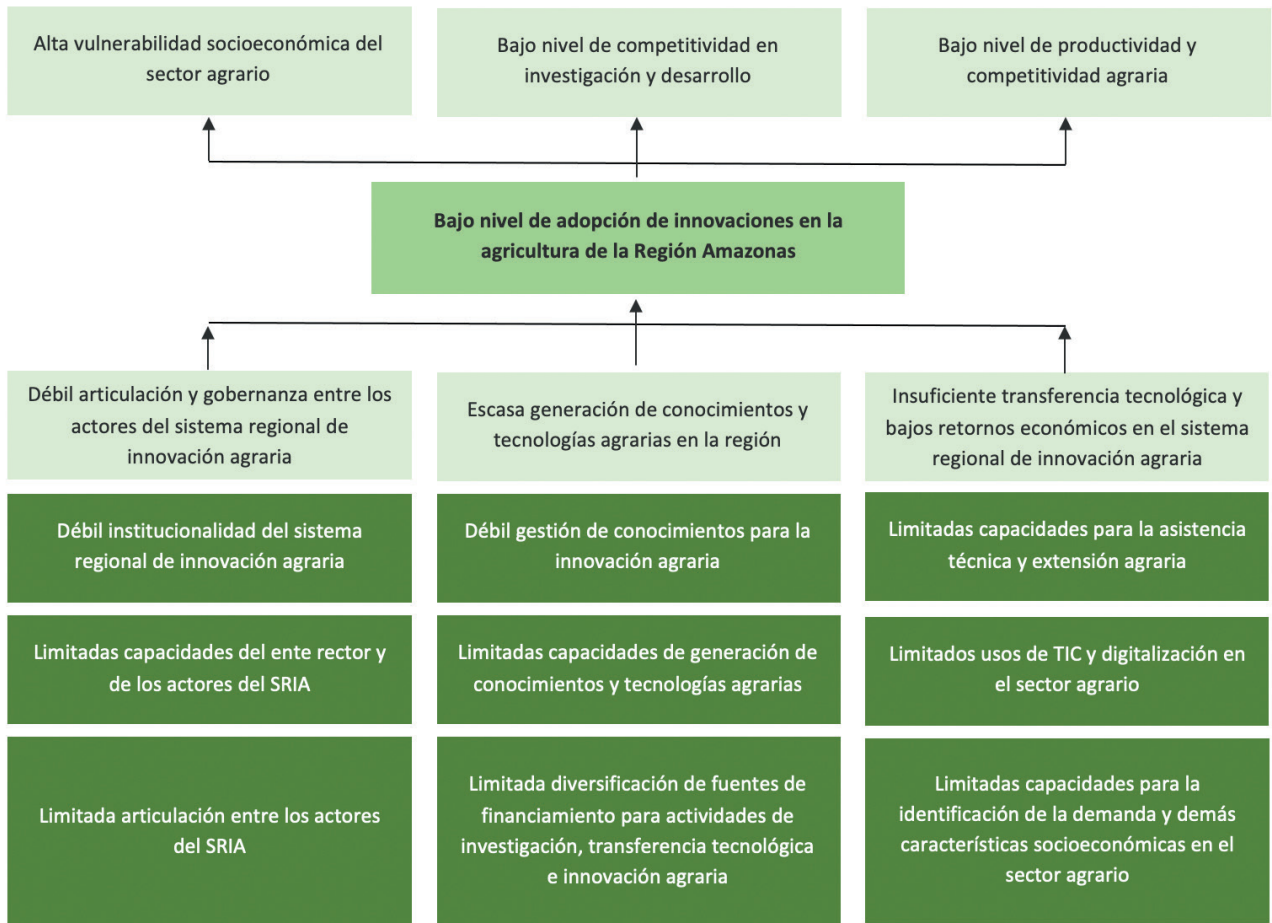 Alta vulnerabilidad socioeconómica del
sector agrario
Bajo nivel de competitividad en
investigación y desarrollo
Bajo nivel de productividad y
competitividad agraria
Bajo nivel de adopción de innovaciones en la
agricultura de la Región Amazonas
Débil articulación y gobernanza entre los
actores del sistema regional de
innovación agraria
Escasa generación de conocimientos y
tecnologías agrarias en la región
Insuficiente transferencia tecnológica y
bajos retornos económicos en el sistema
regional de innovación agraria
Débil institucionalidad del sistema
regional de innovación agraria
Débil gestión de conocimientos para la
innovación agraria
Limitadas capacidades para la asistencia
técnica y extensión agraria
Limitadas capacidades del ente rector y
de los actores del SRIA
Limitadas capacidades de generación de
conocimientos y tecnologías agrarias
Limitados usos de TIC y digitalización en
el sector agrario
Limitada articulación entre los actores
del SRIA
Limitada diversificación de fuentes de
financiamiento para actividades de
investigación, transferencia tecnológica
e innovación agraria
Limitadas capacidades para la
identificación de la demanda y demás
características socioeconómicas en el
sector agrario